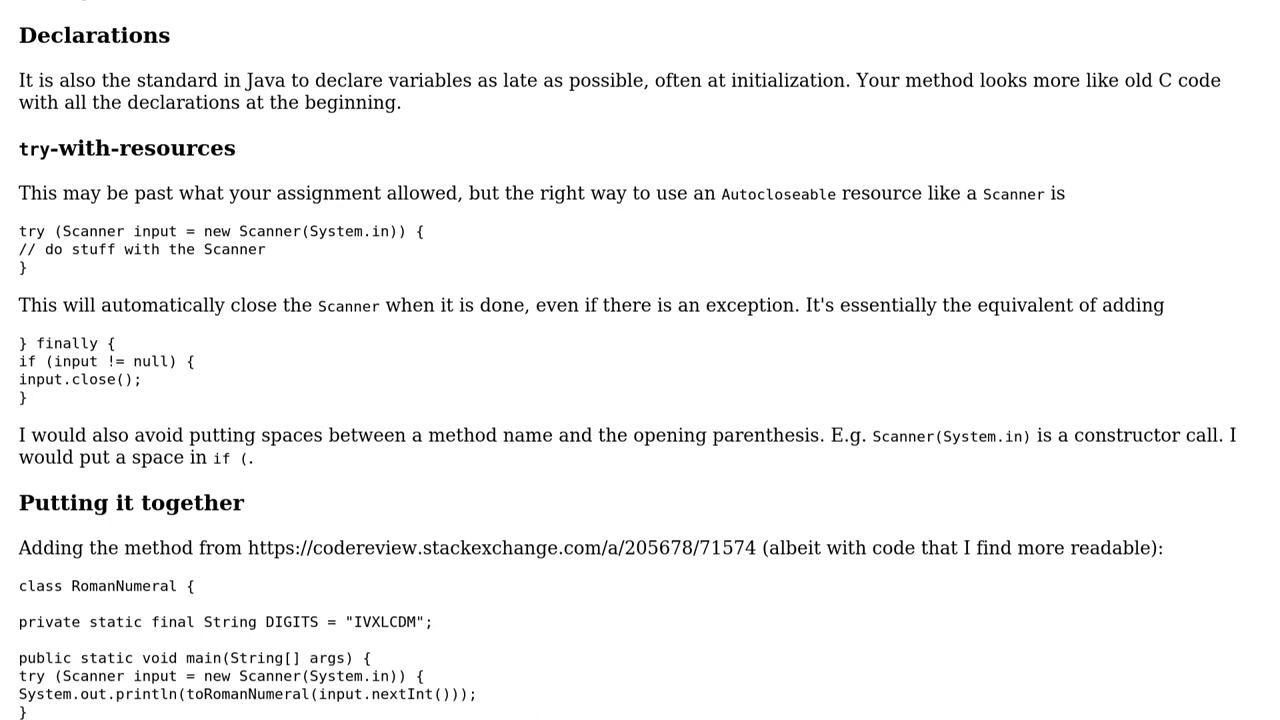 Declarations
It is also the standard in Java to declare variables as late as possible, often at initialization. Your method looks more like old C code
with all the declarations at the beginning.
try-with-resources
This may be past what your assignment allowed, but the right way to use an Autocloseable resource like a Scanner is
try (Scanner input = new Scanner(System.in)) {
// do stuff with the Scanner
}
This will automatically close the Scanner when it is done, even if there is an exception. It's essentially the equivalent of adding
} finally {
if (input != null) {
input.close();
}
I would also avoid putting spaces between a method name and the opening parenthesis. E.g. Scanner(System.in) is a constructor call. I
would put a space in if (.
Putting it together
Adding the method from https://codereview.stackexchange.com/a/205678/71574 (albeit with code that I find more readable):
class RomanNumeral {
private static final String DIGITS = "IVXLCDM";
public static void main(String[] args) {
try (Scanner input = new Scanner(System.in)) {
System.out.println(toRomanNumeral(input.nextInt()));
}